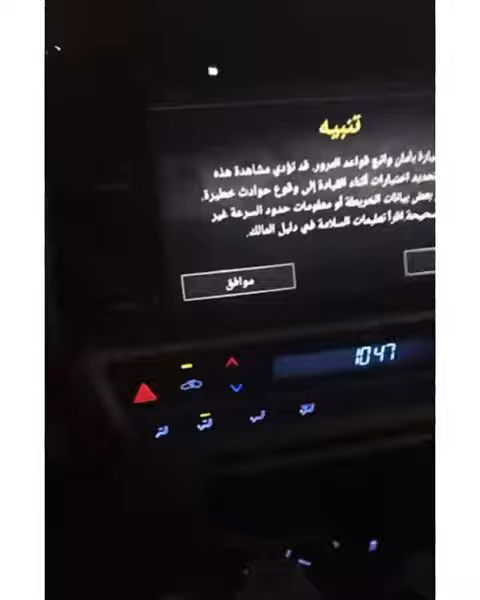 تنبيه
بأمان واتبع قواعد المرور. قد تؤدي مشاهدة هذه
تحديد اختيارات أثناء القيادة إلى وقوع حوادث خطيرة.
بعض بيانات الخريطة أو معلومات حدود السرعة غير
صحيحة اقرأ تعليمات السلامة في دليل المالك.
موافق
10:47